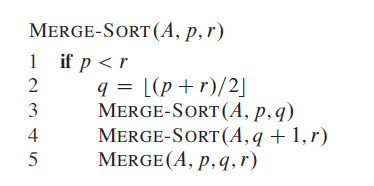 MERGE-SORT(A, p, r)
1 if p < r
2 q = ⌊(p + r)/2⌋
3 MERGE-SORT(A, p, q)
4 MERGE-SORT(A, q + 1, r)
5 MERGE(A, p, q, r)